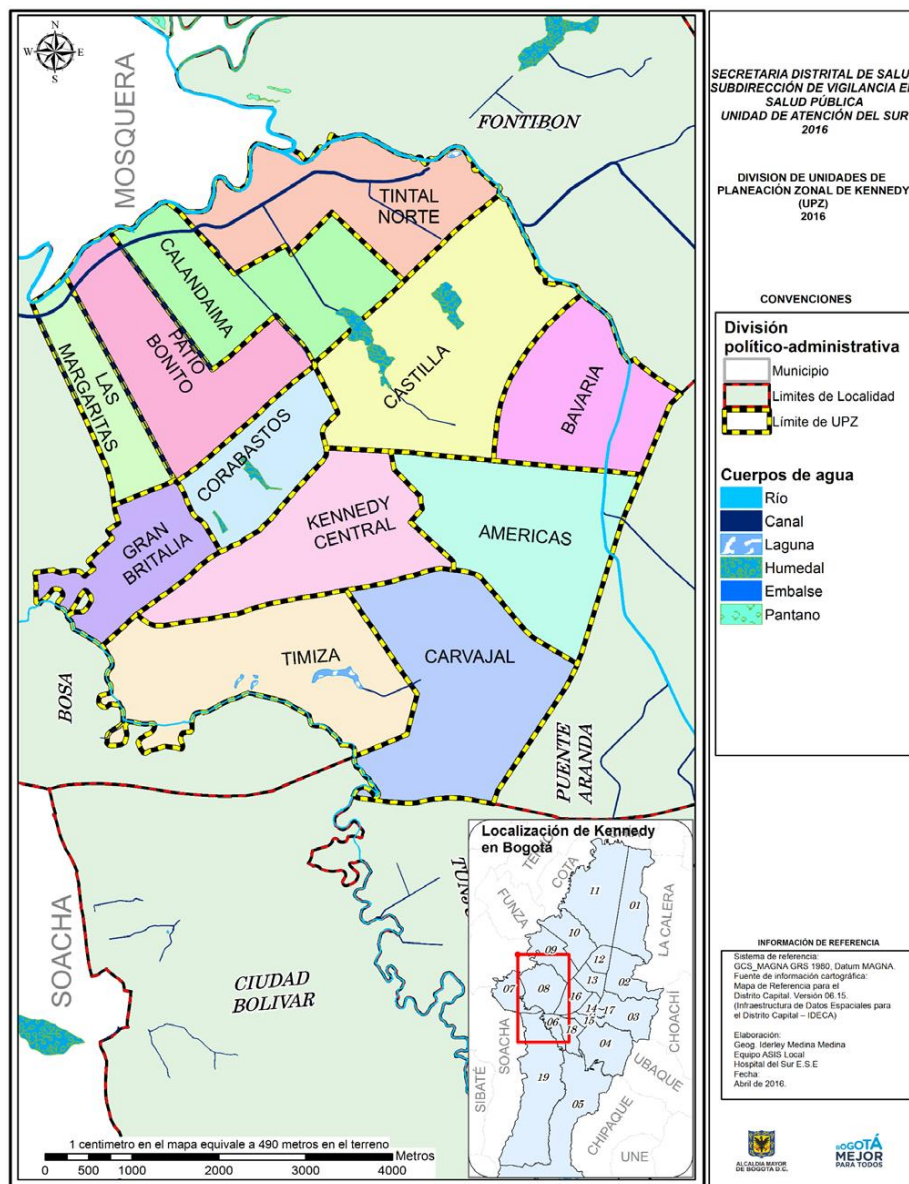 N
W
E
S
MOSQUERA
FONTIBON
TINTAL
NORTE
CALANDAIMA
PATIO
BONITO
LAS
MARGARITAS
CASTILLA
BAVARIA
CORABASTOS
KENNEDY
CENTRAL
AMERICAS
GRAN
BRITALIA
TIMIZA
CARVAJAL
BOSA
PUENTE
ARANDA
SOACHA
CIUDAD
BOLIVAR
1 centimetro en el mapa equivale a 490 metros en el terreno
0 500 1000 2000 3000 4000 Metros
Localización de Kennedy
en Bogotá
COTA
FUNZA
LA CALERA
CHOACHÍ
UBAQUE
CHIPAQUE
UNE
SIBATÉ
SOACHA
11
01
10
09
12
02
13
07
08
16
14
17
03
15
06
18
04
19
05
SECRETARIA DISTRITAL DE SALU
SUBDIRECCIÓN DE VIGILANCIA E
SALUD PÚBLICA
UNIDAD DE ATENCIÓN DEL SUR
2016
DIVISION DE UNIDADES DE
PLANEACIÓN ZONAL DE KENNEDY
(UPZ)
2016
CONVENCIONES
División
político-administrativa
Municipio
Limites de Localidad
Límite de UPZ
Cuerpos de agua
Río
Canal
Laguna
Humedal
Embalse
Pantano
INFORMACIÓN DE REFERENCIA
Sistema de referencia:
GCS_MAGNA GRS 1980, Datum MAGNA.
Fuente de información cartográfica:
Mapa de Referencia para el
Distrito Capital. Versión 06.15.
(Infraestructura de Datos Espaciales para
el Distrito Capital – IDECA)
Elaboración:
Geog. Iderley Medina Medina
Equipo ASIS Local
Hospital del Sur E.S.E
Fecha:
Abril de 2016.
ALCALDIA MAYOR
DE BOGOTA D.C.
BOGOTÁ
MEJOR
PARA TODOS